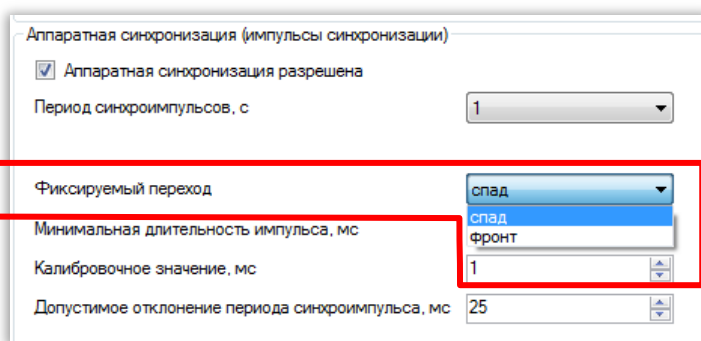 Аппаратная синхронизация (импульсы синхронизации)
Аппаратная синхронизация разрешена
Период синхроимпульсов, с 1
Фиксируемый переход спад
спад
Минимальная длительность импульса, мс
фронт
Калибровочное значение, мс 1
Допустимое отклонение периода синхроимпульса, мс 25